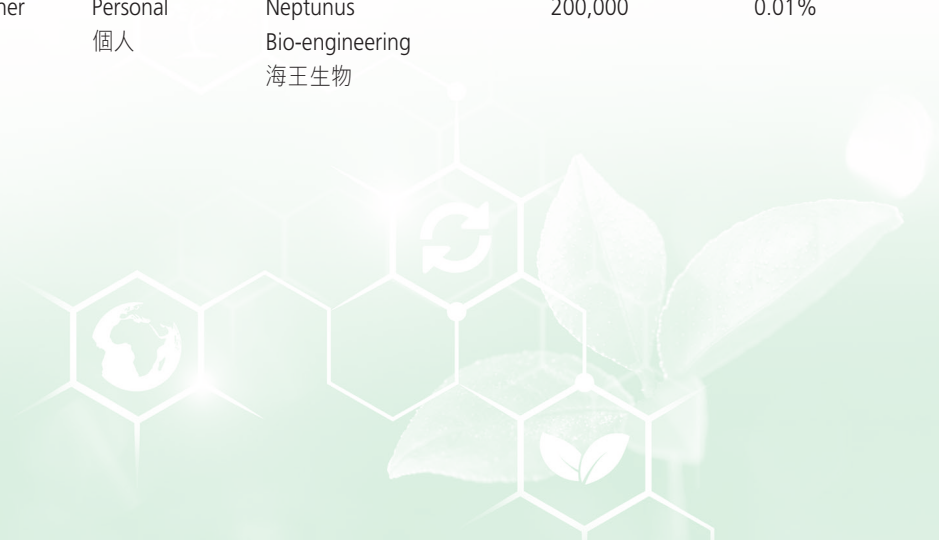 ner Personal Neptunus 200,000 0.01%
個人 Bio-engineering
海王生物